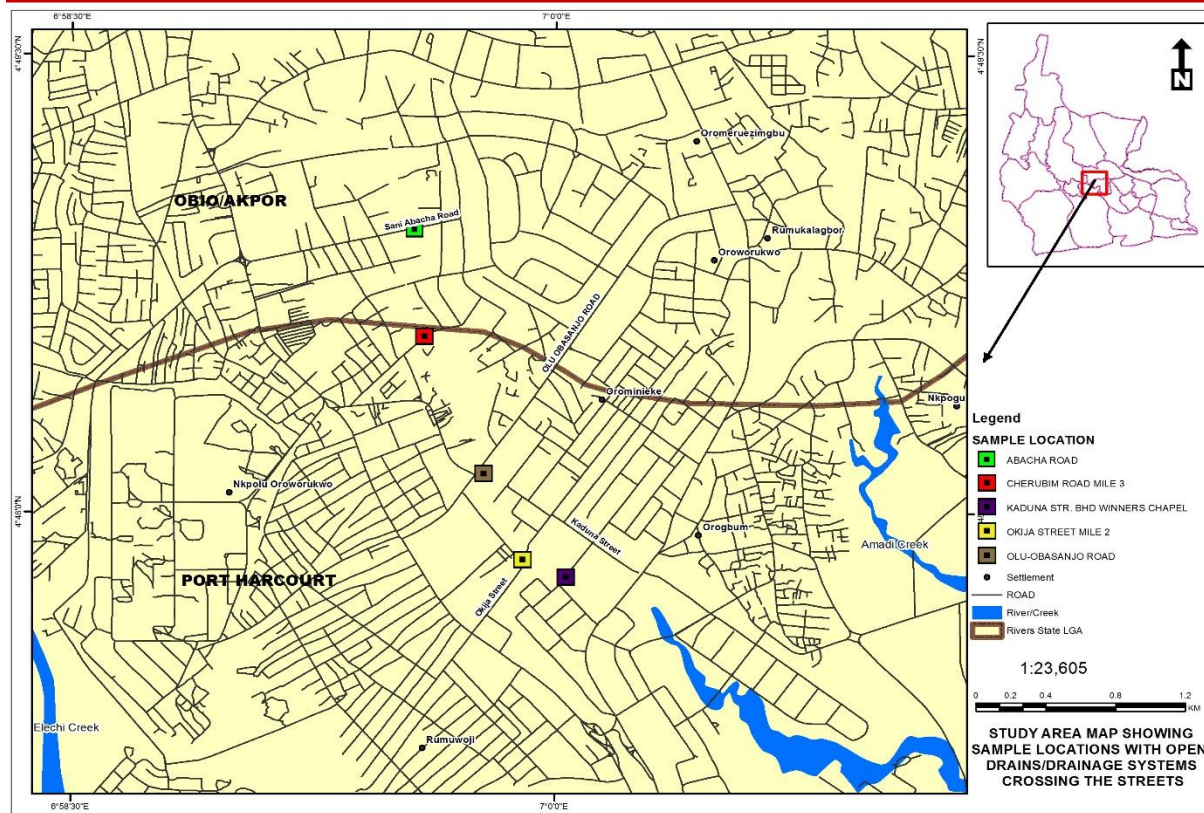 6°58'30"E
7°0'0"E
4°49'30"N
4°49'30"N
N
Oromeruezimgbu
OBIO/AKPOR
Sani Abacha Road
Rumukalagbor
Oroworukwo
OLU OBASANJO ROAD
Orominieke
Nkpogu
Nkpolu Oroworukwo
4°48'0"N
Kaduna Street
Orogbum
Amadi Creek
PORT HARCOURT
Okija Street
Elechi Creek
Rumuwoji
6°58'30"E
7°0'0"E
Legend
SAMPLE LOCATION
ABACHA ROAD
CHERUBIM ROAD MILE 3
KADUNA STR. BHD WINNERS CHAPEL
OKIJA STREET MILE 2
OLU-OBASANJO ROAD
Settlement
ROAD
River/Creek
Rivers State LGA
1:23,605
0 0.2 0.4 0.8 1.2
KM
STUDY AREA MAP SHOWING
SAMPLE LOCATIONS WITH OPEN
DRAINS/DRAINAGE SYSTEMS
CROSSING THE STREETS